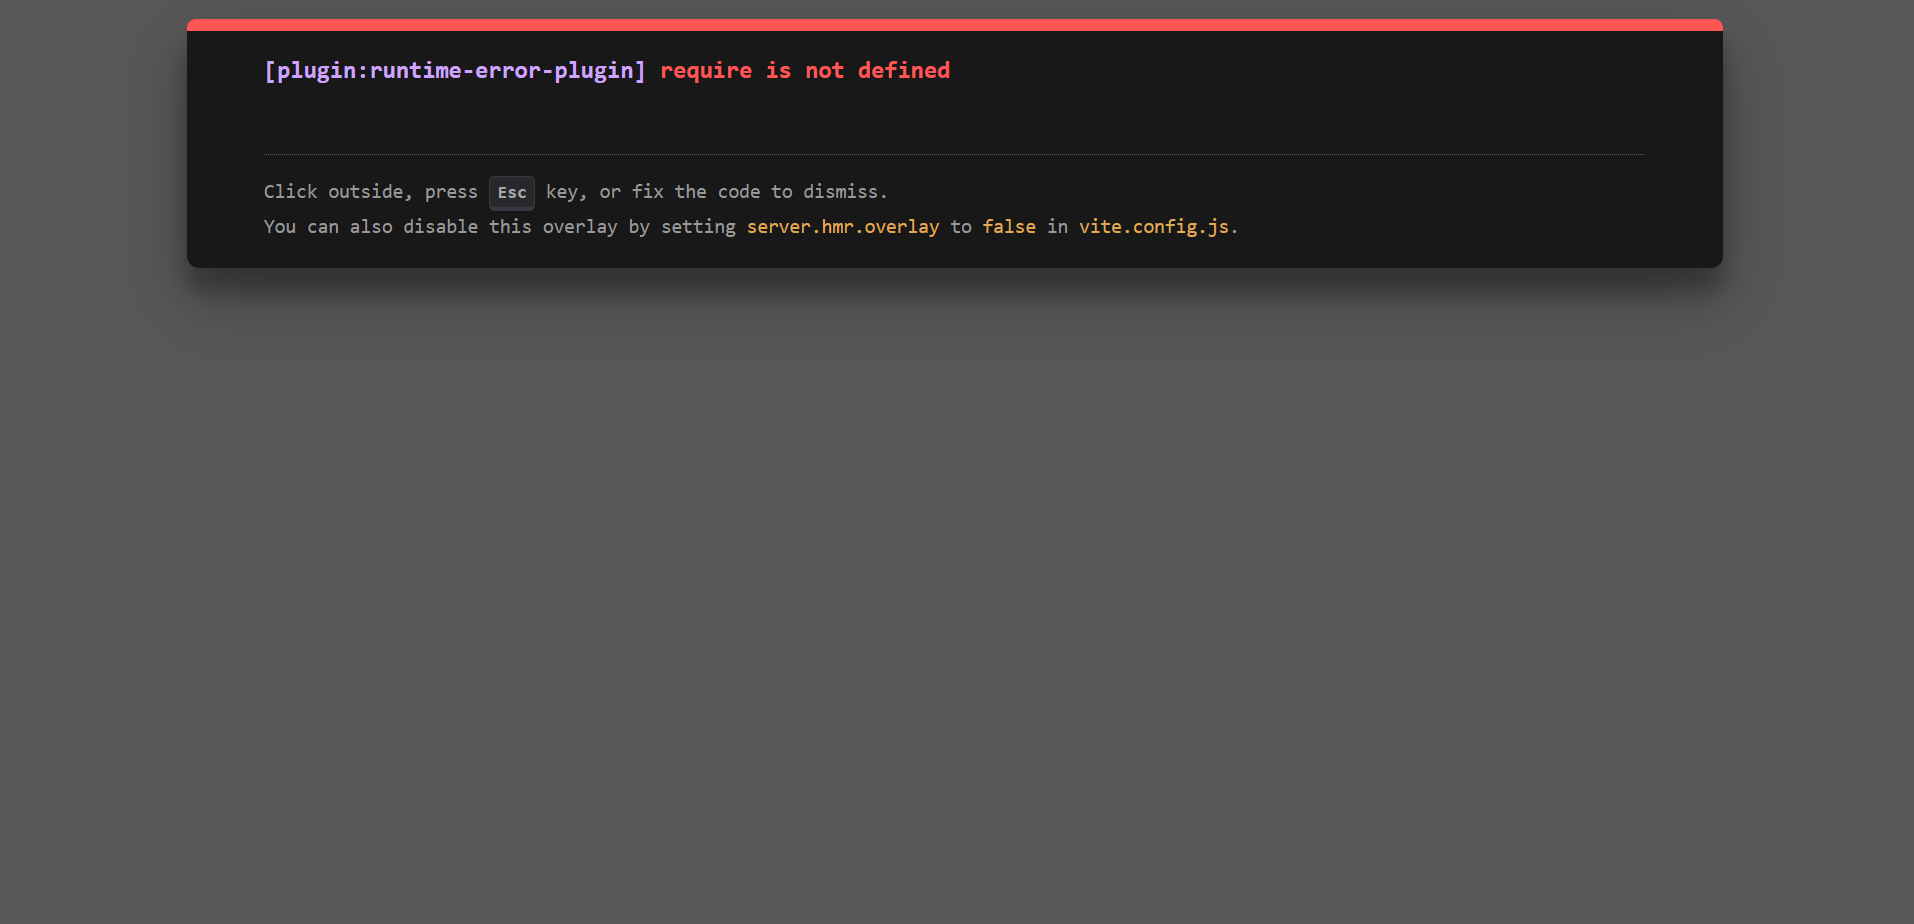 [plugin:runtime-error-plugin] require is not defined
Click outside, press Esc key, or fix the code to dismiss.
You can also disable this overlay by setting server.hmr.overlay to false in vite.config.js.